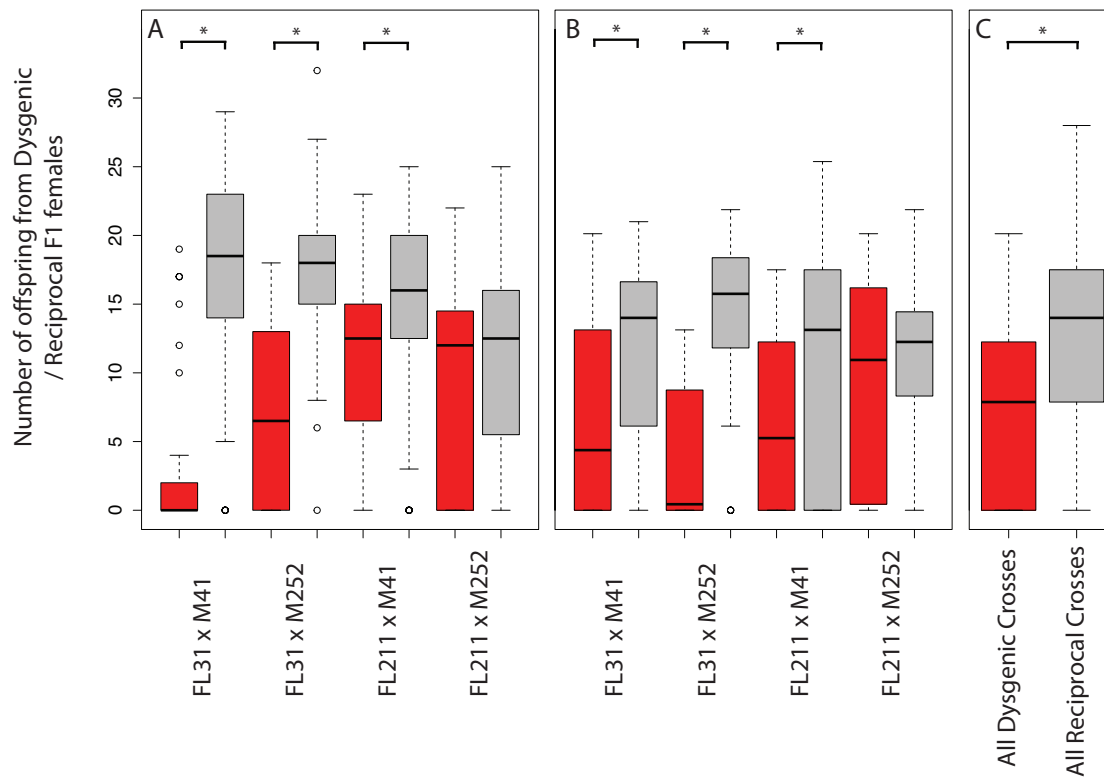 A
B
C
*
*
*
*
*
*
*
Number of offspring from Dysgenic
/ Reciprocal F1 females
30
25
20
15
10
5
0
FL31 x M41
FL31 x M252
FL211 x M41
FL211 x M252
FL31 x M41
FL31 x M252
FL211 x M41
FL211 x M252
All Dysgenic Crosses
All Reciprocal Crosses